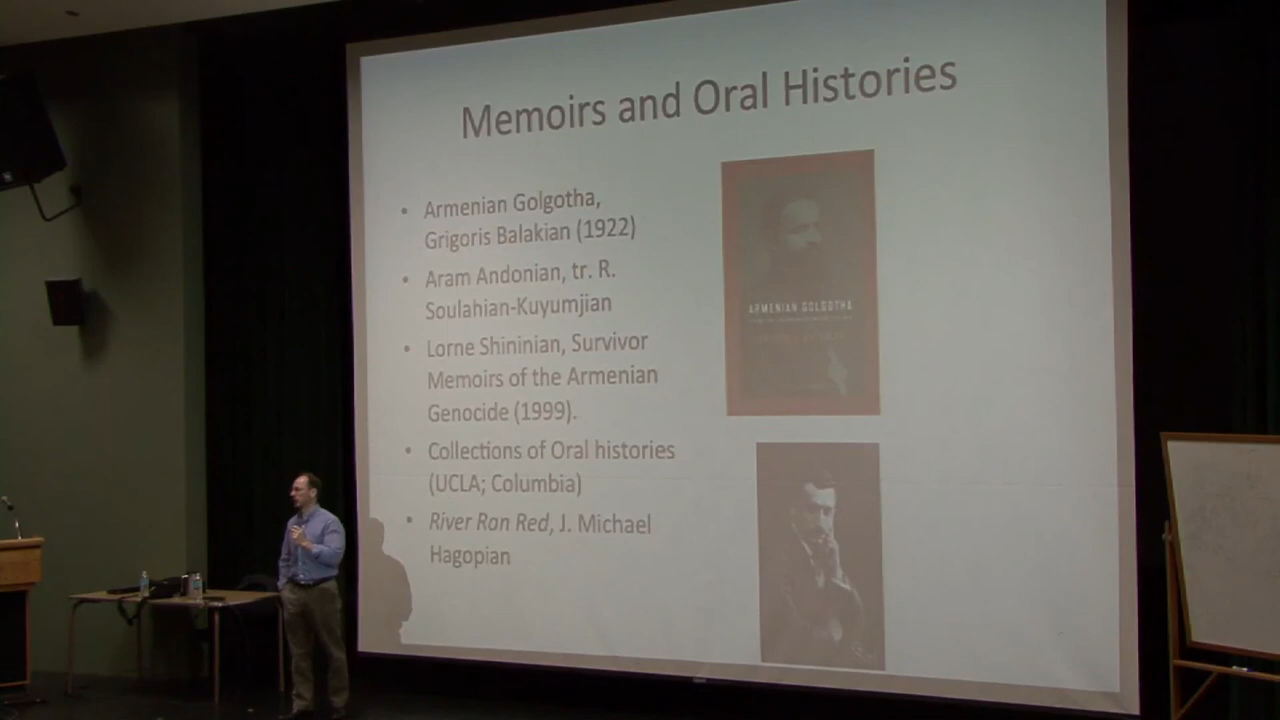 Memoirs and Oral Histories
• Armenian Golgotha,
Grigoris Balakian (1922)
• Aram Andonian, tr. R.
Soulahian-Kuyumjian
• Lorne Shininian, Survivor
Memoirs of the Armenian
Genocide (1999).
• Collections of Oral histories
(UCLA; Columbia)
• River Ran Red, J. Michael
Hagopian
ARMENIAN GOLGOTHA